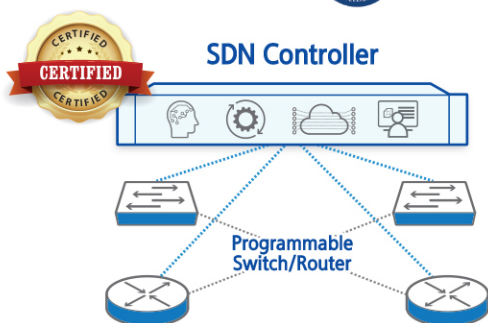 CERTIFIED
CERTIFIED
CERTIFIED
SDN Controller
Programmable
Switch/Router